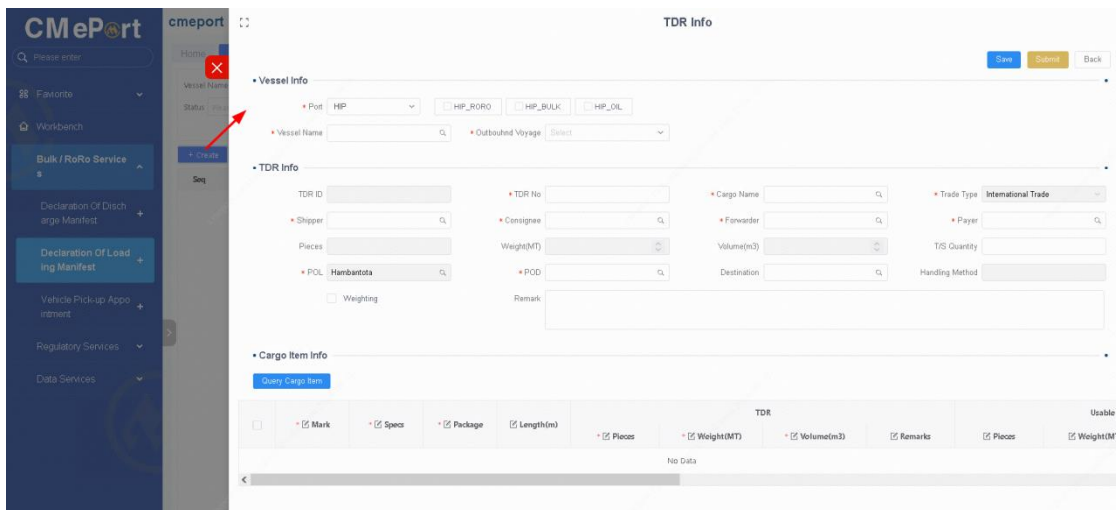 CM ePort
cmeport
TDR Info
Please enter
Home
Save
Submit
Back
Vessel Name
• Vessel Info
Favorite
Status
* Port HIP
HIP_RORO
HIP_BULK
HIP_OIL
Workbench
* Vessel Name
* Outbouhnd Voyage Select
+ Create
Bulk / RoRo Service
s
• TDR Info
Seq
TDR ID
* TDR No
* Cargo Name
* Trade Type International Trade
Declaration Of Disch
arge Manifest
* Shipper
* Consignee
* Forwarder
* Payer
Pieces
Weight(MT)
Volume(m3)
T/S Quantity
Declaration Of Load
ing Manifest
* POL Hambantota
* POD
Destination
Handling Method
Vehicle Pick-up Appo
intment
Weighting
Remark
Regulatory Services
• Cargo Item Info
Data Services
Query Cargo Item
TDR
Usable
* Mark
* Specs
* Package
Length(m)
* Pieces
* Weight(MT)
* Volume(m3)
Remarks
Pieces
Weight(M
No Data